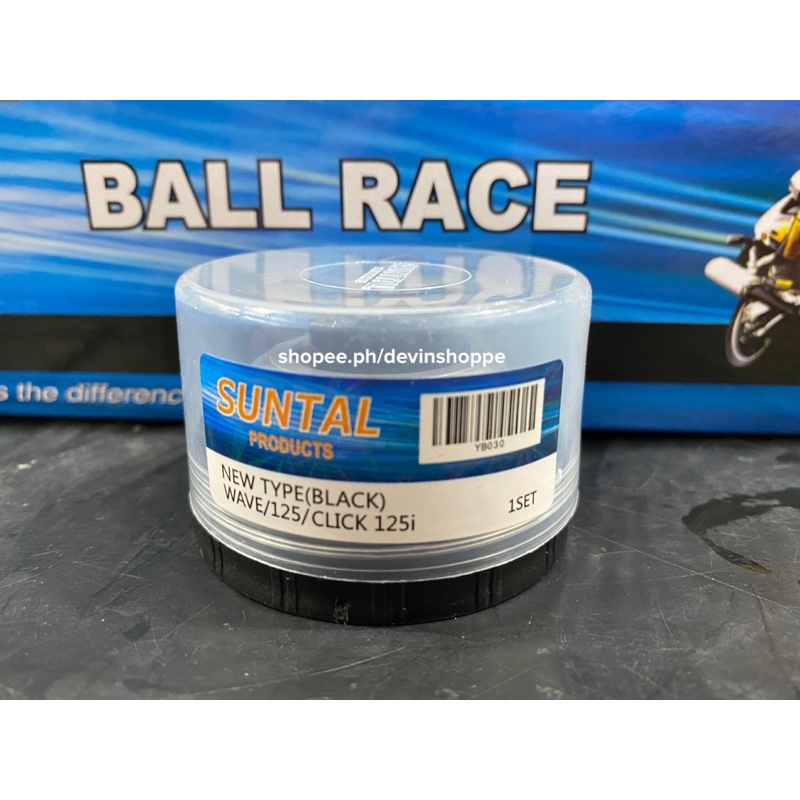 BALL RACE
s the differenc
shopee.ph/devinshoppe
SUNTAL
PRODUCTS
YB030
NEW TYPE(BLACK)
WAVE/125/CLICK 125i
1SET